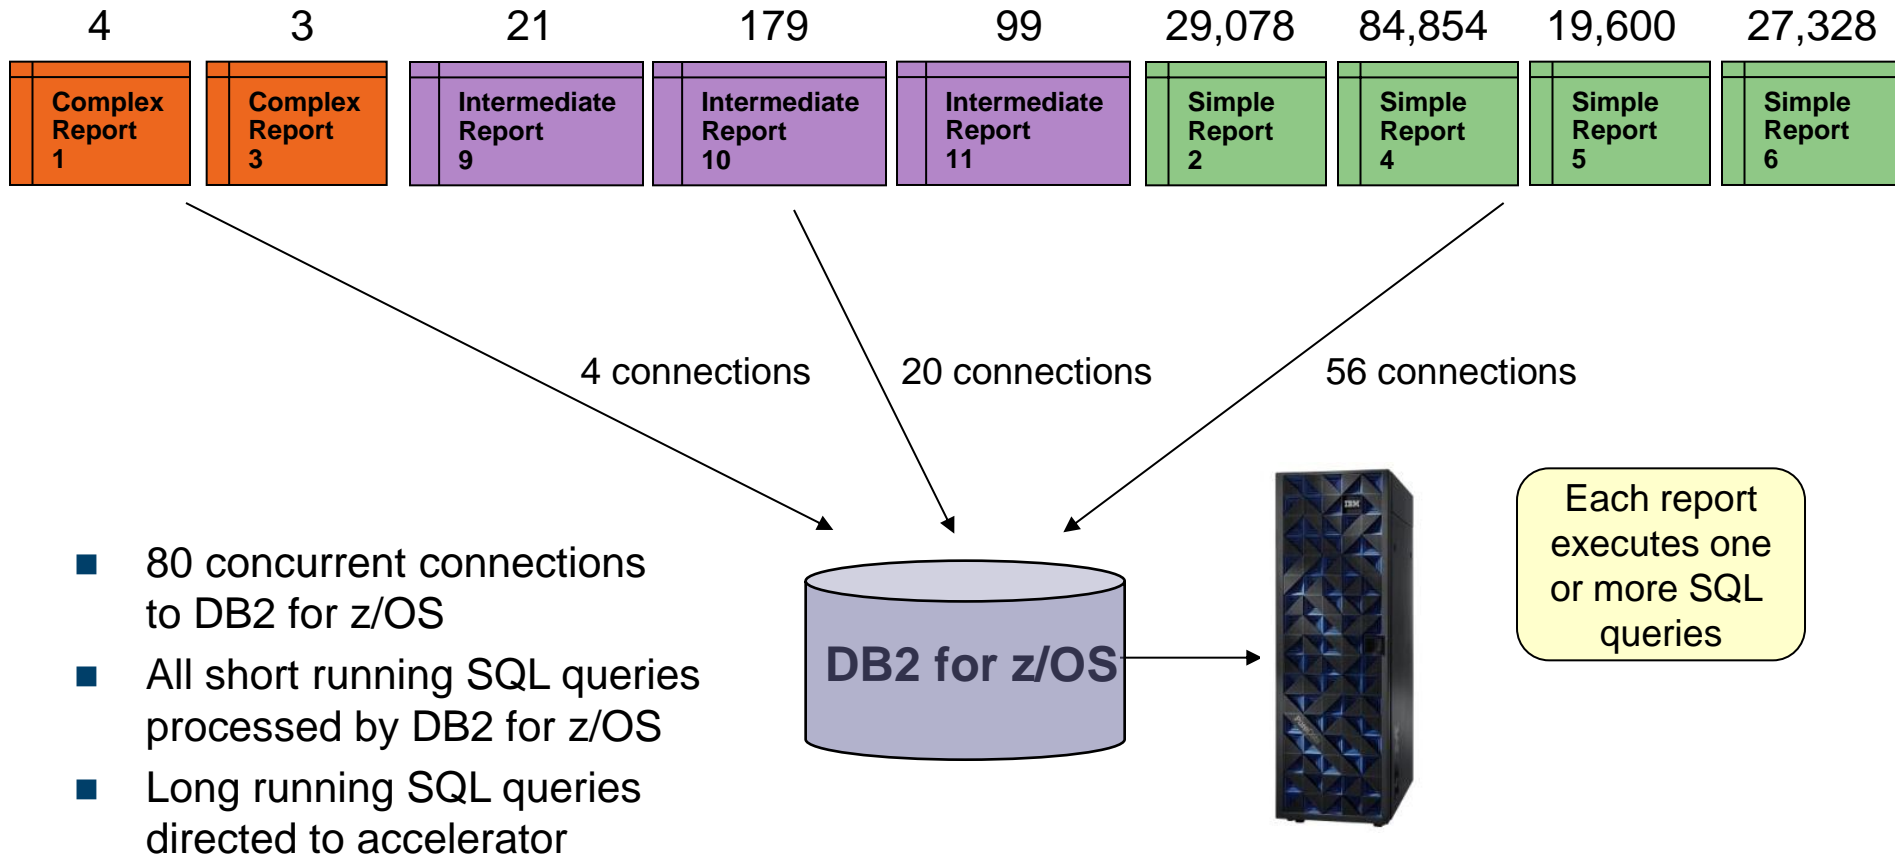 4 3 21 179 99 29,078 84,854 19,600 27,328
Complex
Report
1
Complex
Report
3
Intermediate
Report
9
Intermediate
Report
10
Intermediate
Report
11
Simple
Report
2
Simple
Report
4
Simple
Report
5
Simple
Report
6
4 connections
20 connections
56 connections
80 concurrent connections
to DB2 for z/OS
All short running SQL queries
processed by DB2 for z/OS
Long running SQL queries
directed to accelerator
DB2 for z/OS
IBM
Each report
executes one
or more SQL
queries